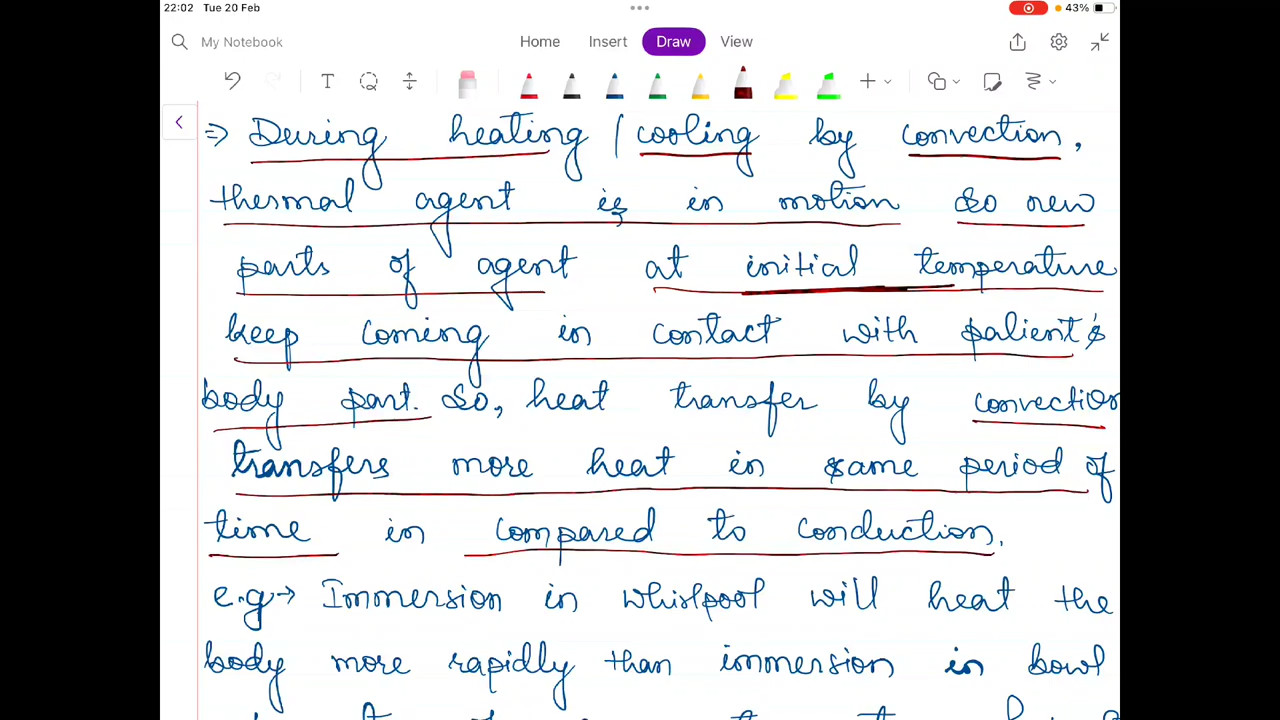 22:02 Tue 20 Feb
43%
My Notebook
Home Insert Draw View
T
⇒ During heating / cooling by convection,
thermal agent is in motion so new
parts of agent at initial temperature
keep coming in contact with patient's
body part. So, heat transfer by convection
transfers more heat in same period of
time in compared to conduction.
e.g → Immersion in whirlpool will heat the
body more rapidly than immersion in bowl